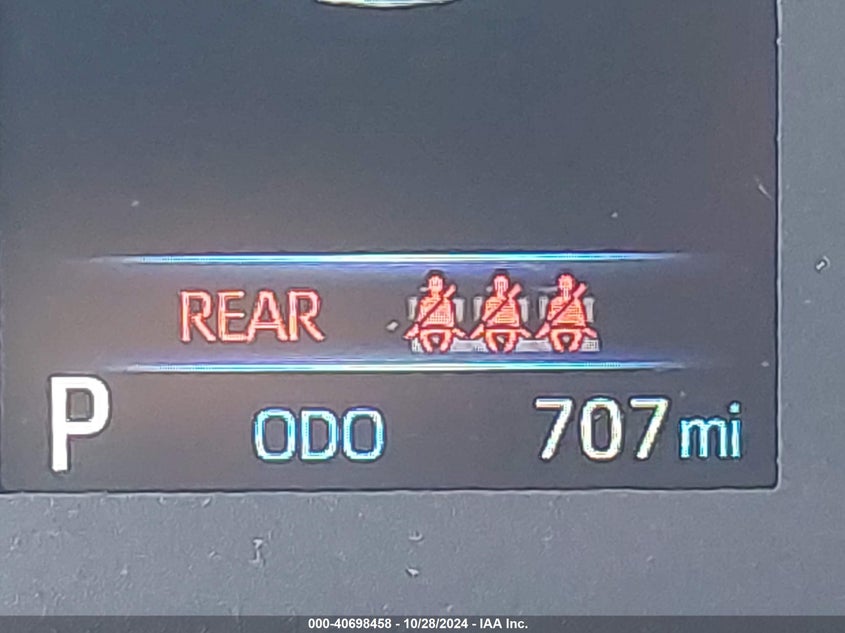 REAR
P ODO 707 mi
000-40698458 - 10/28/2024 - IAA Inc.